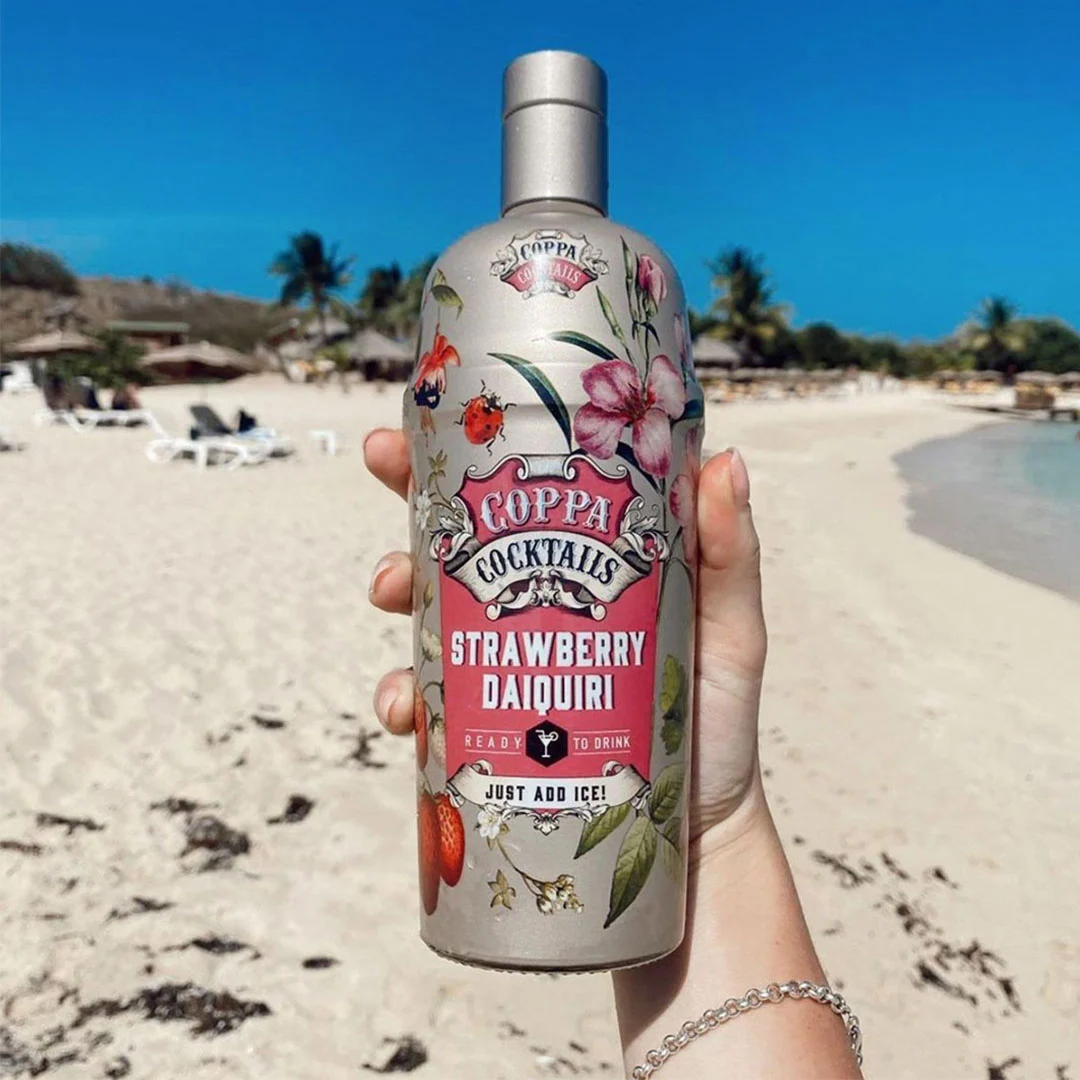 COPPA
COCKTAILS
COPPA
COCKTAILS
STRAWBERRY
DAIQUIRI
READY TO DRINK
JUST ADD ICE!